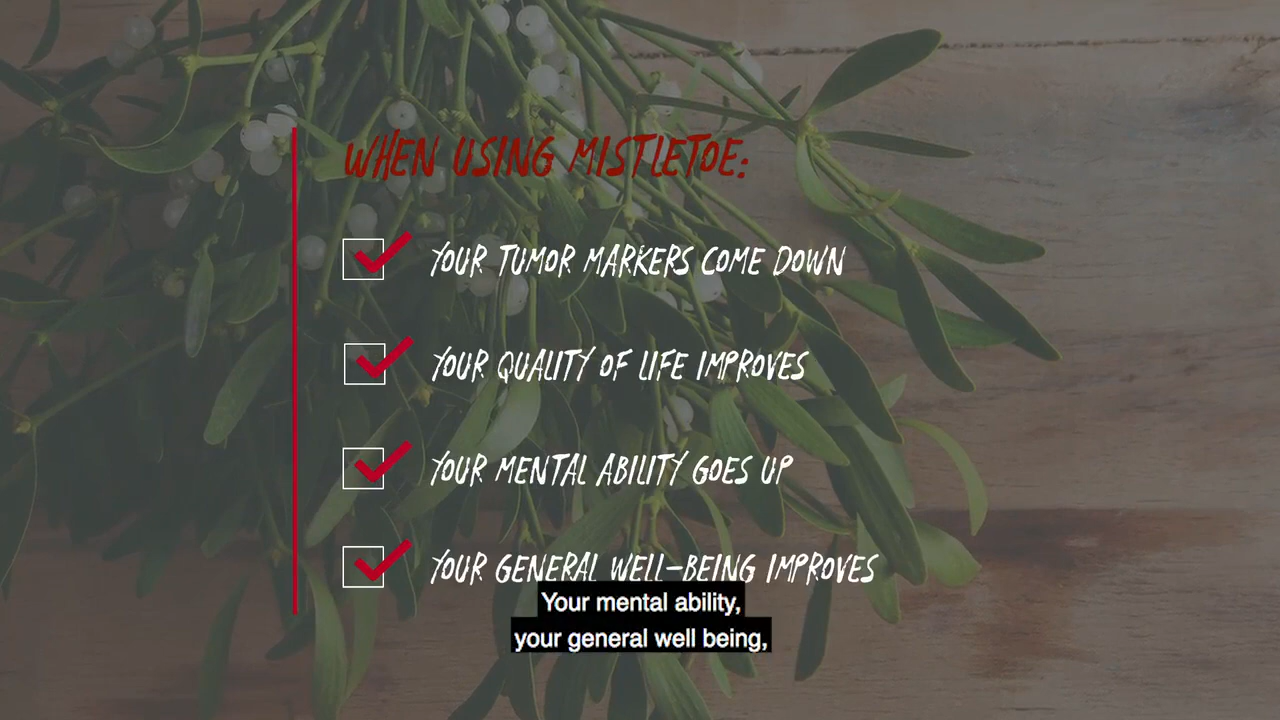 WHEN USING MISTLETOE:
YOUR TUMOR MARKERS COME DOWN
YOUR QUALITY OF LIFE IMPROVES
YOUR MENTAL ABILITY GOES UP
YOUR GENERAL WELL-BEING IMPROVES
Your mental ability,
your general well being,